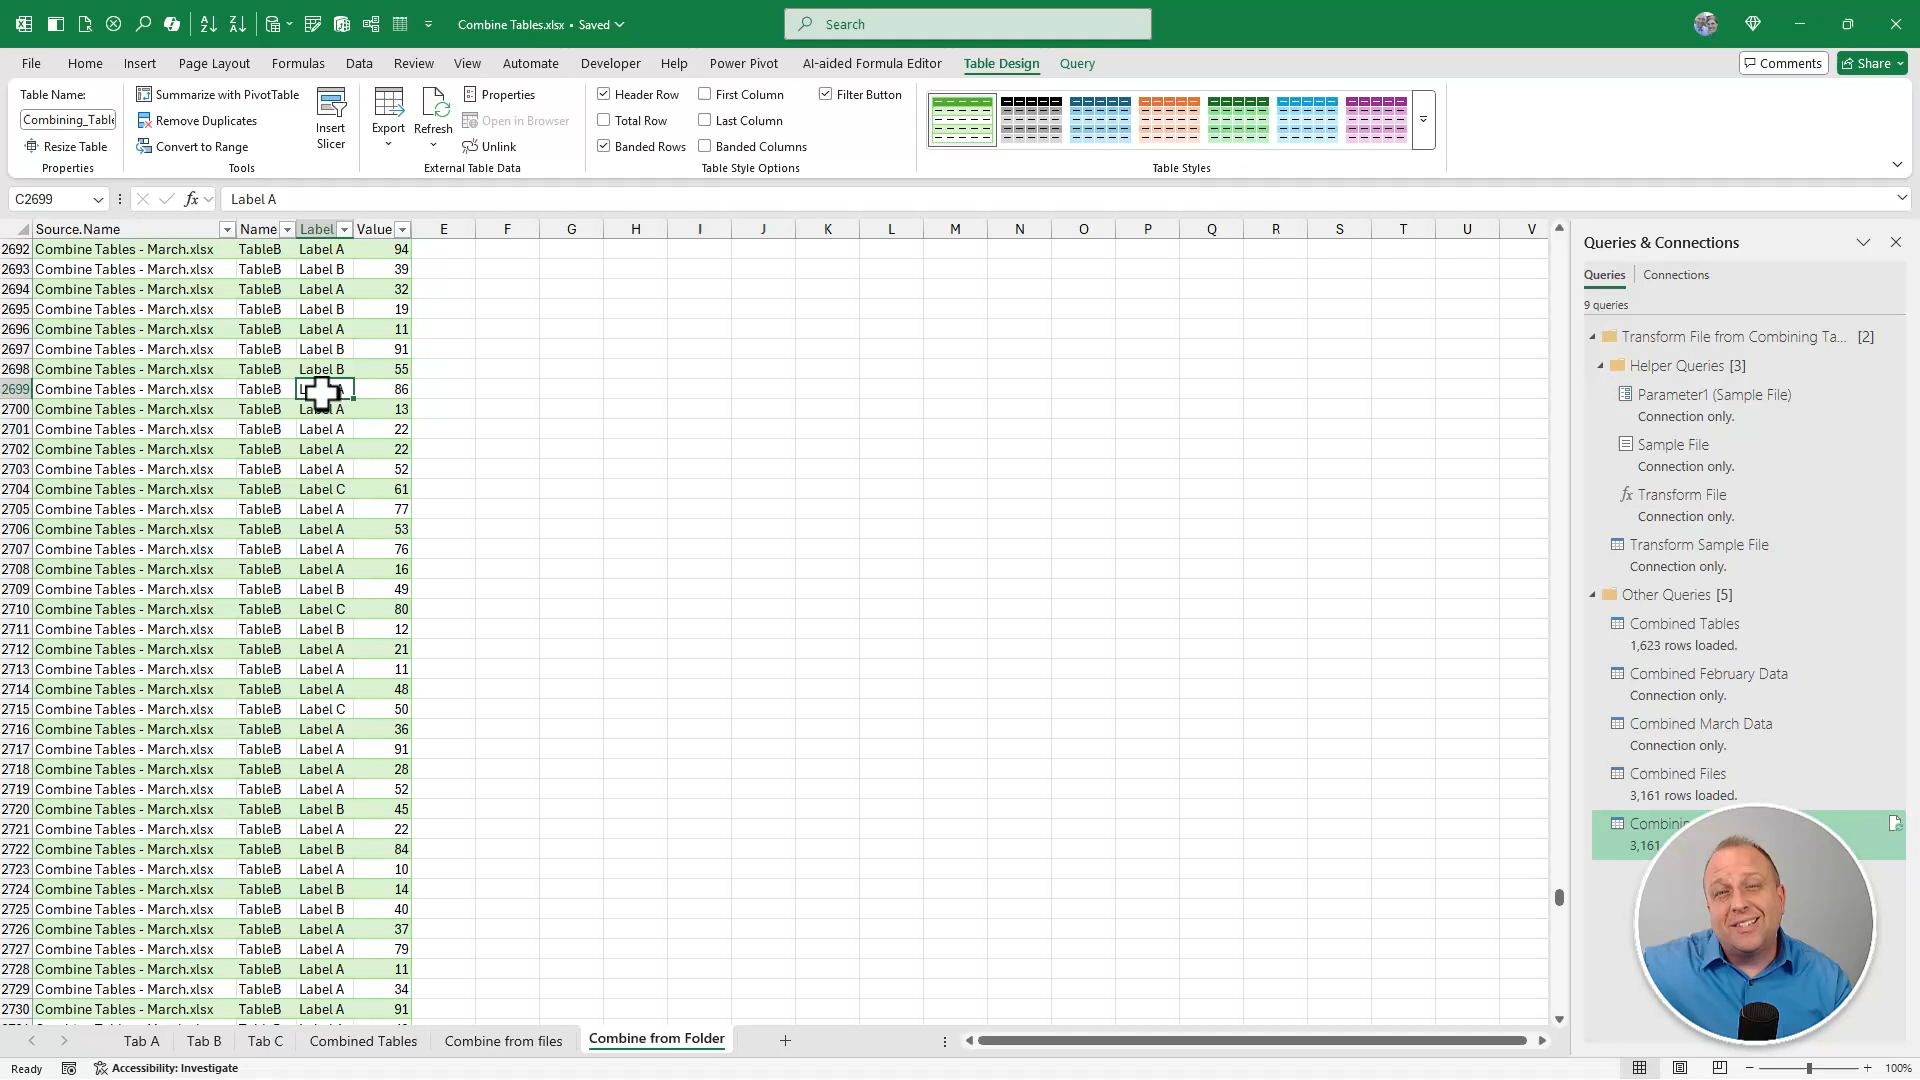 Combine Tables.xlsx • Saved
Search
File Home Insert Page Layout Formulas Data Review View Automate Developer Help Power Pivot AI-aided Formula Editor Table Design Query Comments Share
Table Name:
Combining_Table
Resize Table
Properties
Summarize with PivotTable
Remove Duplicates
Convert to Range
Tools
Insert
Slicer
Export
Refresh
Properties
Open in Browser
Unlink
External Table Data
Header Row
Total Row
Banded Rows
First Column
Last Column
Banded Columns
Filter Button
Table Style Options
Table Styles
C2699 fx Label A
Source.Name Name Label Value E F G H I J K L M N O P Q R S T U V
2692 Combine Tables - March.xlsx TableB Label A 94
2693 Combine Tables - March.xlsx TableB Label B 39
2694 Combine Tables - March.xlsx TableB Label A 32
2695 Combine Tables - March.xlsx TableB Label B 19
2696 Combine Tables - March.xlsx TableB Label A 11
2697 Combine Tables - March.xlsx TableB Label B 91
2698 Combine Tables - March.xlsx TableB Label B 55
2699 Combine Tables - March.xlsx TableB 86
2700 Combine Tables - March.xlsx TableB Label A 13
2701 Combine Tables - March.xlsx TableB Label A 22
2702 Combine Tables - March.xlsx TableB Label A 22
2703 Combine Tables - March.xlsx TableB Label A 52
2704 Combine Tables - March.xlsx TableB Label C 61
2705 Combine Tables - March.xlsx TableB Label A 77
2706 Combine Tables - March.xlsx TableB Label A 53
2707 Combine Tables - March.xlsx TableB Label A 76
2708 Combine Tables - March.xlsx TableB Label A 16
2709 Combine Tables - March.xlsx TableB Label B 49
2710 Combine Tables - March.xlsx TableB Label C 80
2711 Combine Tables - March.xlsx TableB Label B 12
2712 Combine Tables - March.xlsx TableB Label A 21
2713 Combine Tables - March.xlsx TableB Label A 11
2714 Combine Tables - March.xlsx TableB Label A 48
2715 Combine Tables - March.xlsx TableB Label C 50
2716 Combine Tables - March.xlsx TableB Label A 36
2717 Combine Tables - March.xlsx TableB Label A 91
2718 Combine Tables - March.xlsx TableB Label A 28
2719 Combine Tables - March.xlsx TableB Label A 52
2720 Combine Tables - March.xlsx TableB Label B 45
2721 Combine Tables - March.xlsx TableB Label A 22
2722 Combine Tables - March.xlsx TableB Label B 84
2723 Combine Tables - March.xlsx TableB Label A 10
2724 Combine Tables - March.xlsx TableB Label B 14
2725 Combine Tables - March.xlsx TableB Label B 40
2726 Combine Tables - March.xlsx TableB Label A 37
2727 Combine Tables - March.xlsx TableB Label A 79
2728 Combine Tables - March.xlsx TableB Label A 11
2729 Combine Tables - March.xlsx TableB Label A 34
2730 Combine Tables - March.xlsx TableB Label A 91
Queries & Connections
Queries Connections
9 queries
Transform File from Combining Ta... [2]
Helper Queries [3]
Parameter1 (Sample File)
Connection only.
Sample File
Connection only.
fx Transform File
Connection only.
Transform Sample File
Connection only.
Other Queries [5]
Combined Tables
1,623 rows loaded.
Combined February Data
Connection only.
Combined March Data
Connection only.
Combined Files
3,161 rows loaded.
Combinin
3,161
Tab A Tab B Tab C Combined Tables Combine from files Combine from Folder
Ready Accessibility: Investigate 100%